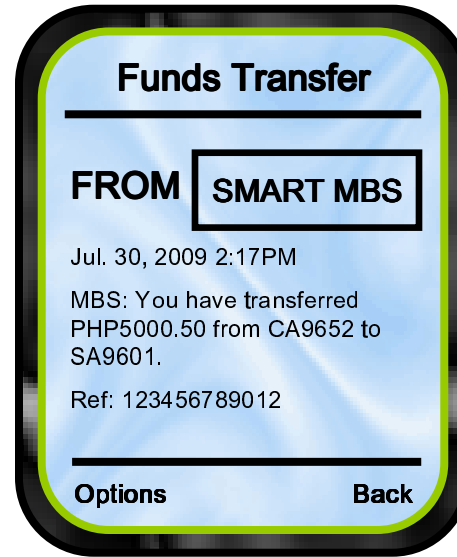 Funds Transfer
FROM SMART MBS
Jul. 30, 2009 2:17PM
MBS: You have transferred
PHP5000.50 from CA9652 to
SA9601.
Ref: 123456789012
Options Back